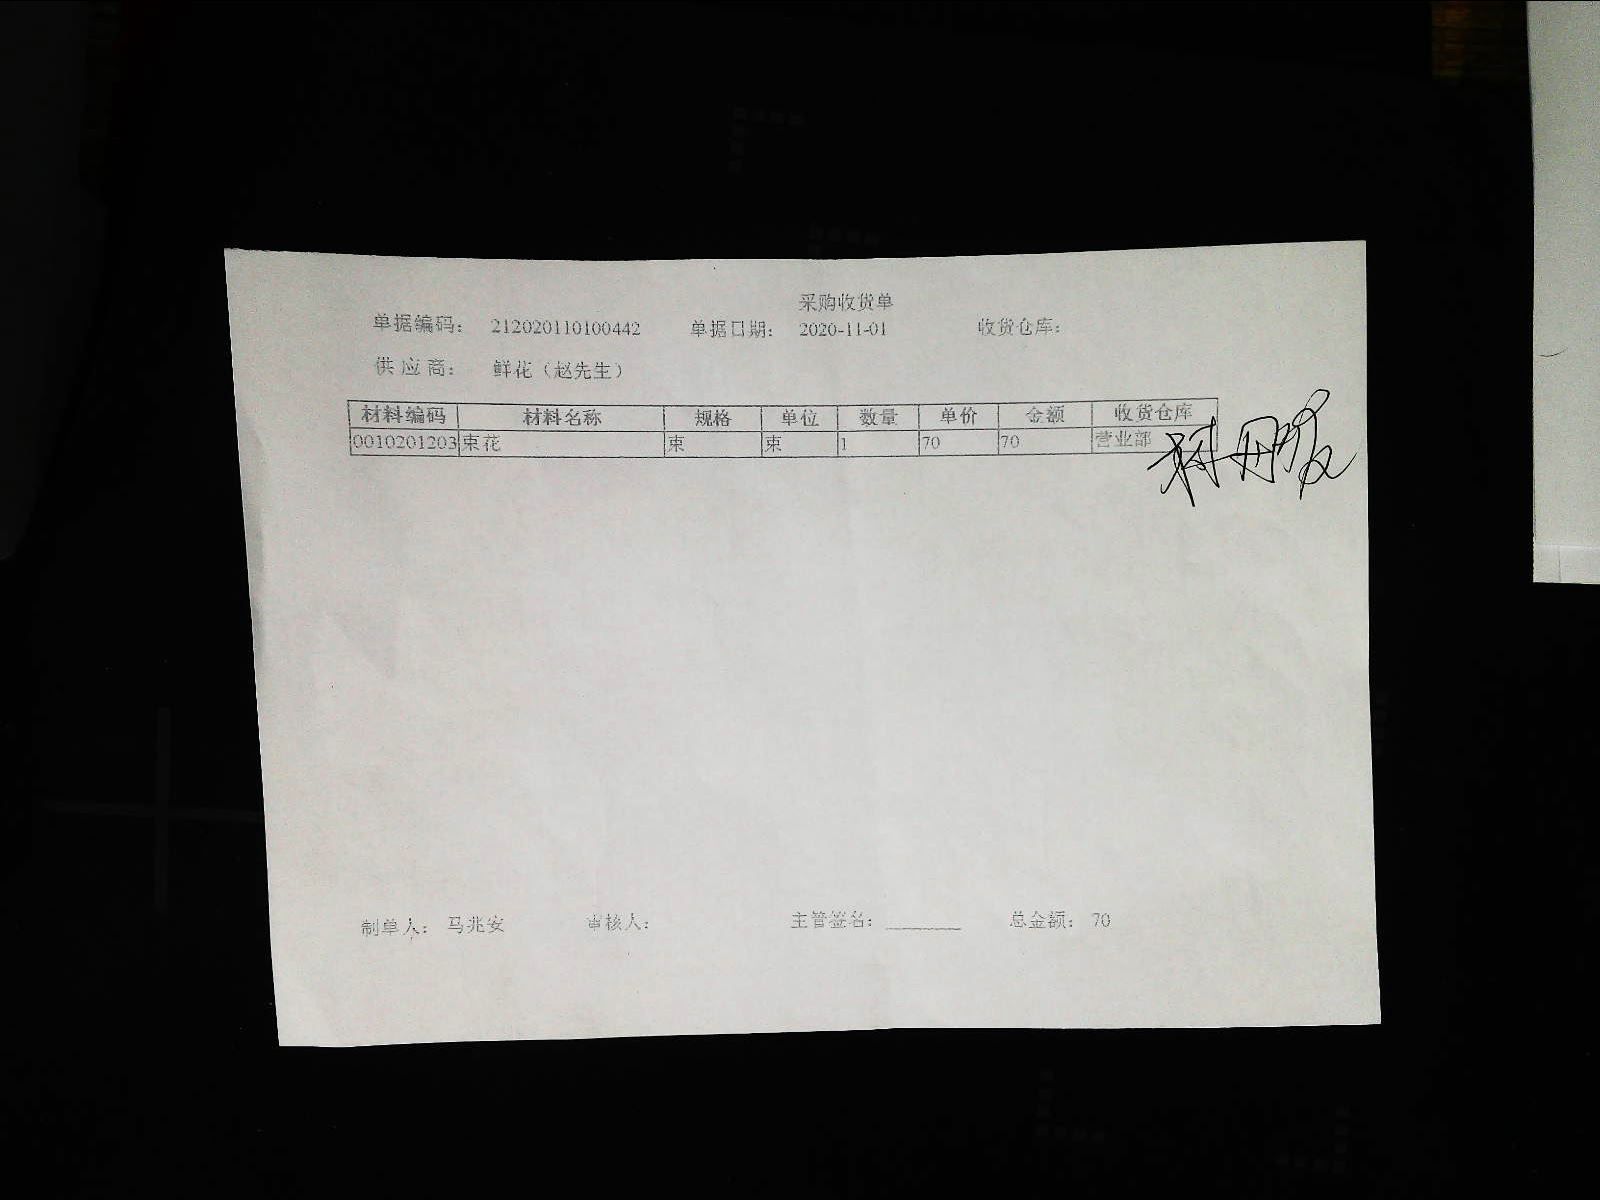 采购收货单
单据编码： 212020110100442 单据日期： 2020-11-01 收货仓库：
供应商： 鲜花（赵先生）
材料编码 材料名称 规格 单位 数量 单价 金额 收货仓库
0010201203 束花 束 束 1 70 70 营业部
制单人： 马兆安 审核人： 主管签名： ________ 总金额： 70